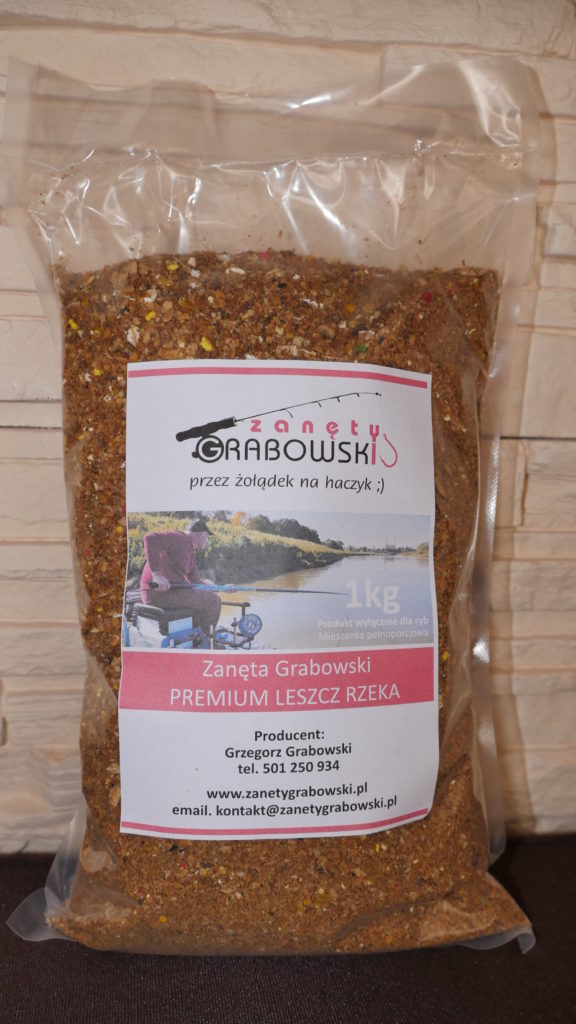 zanęty
GRABOWSKI
przez żołądek na haczyk ;)
1kg
Produkt wyłącznie dla ryb
Mieszanka pełnoporcjowa
Zanęta Grabowski
PREMIUM LESZCZ RZEKA
Producent:
Grzegorz Grabowski
tel. 501 250 934
www.zanetygrabowski.pl
email. kontakt@zanetygrabowski.pl